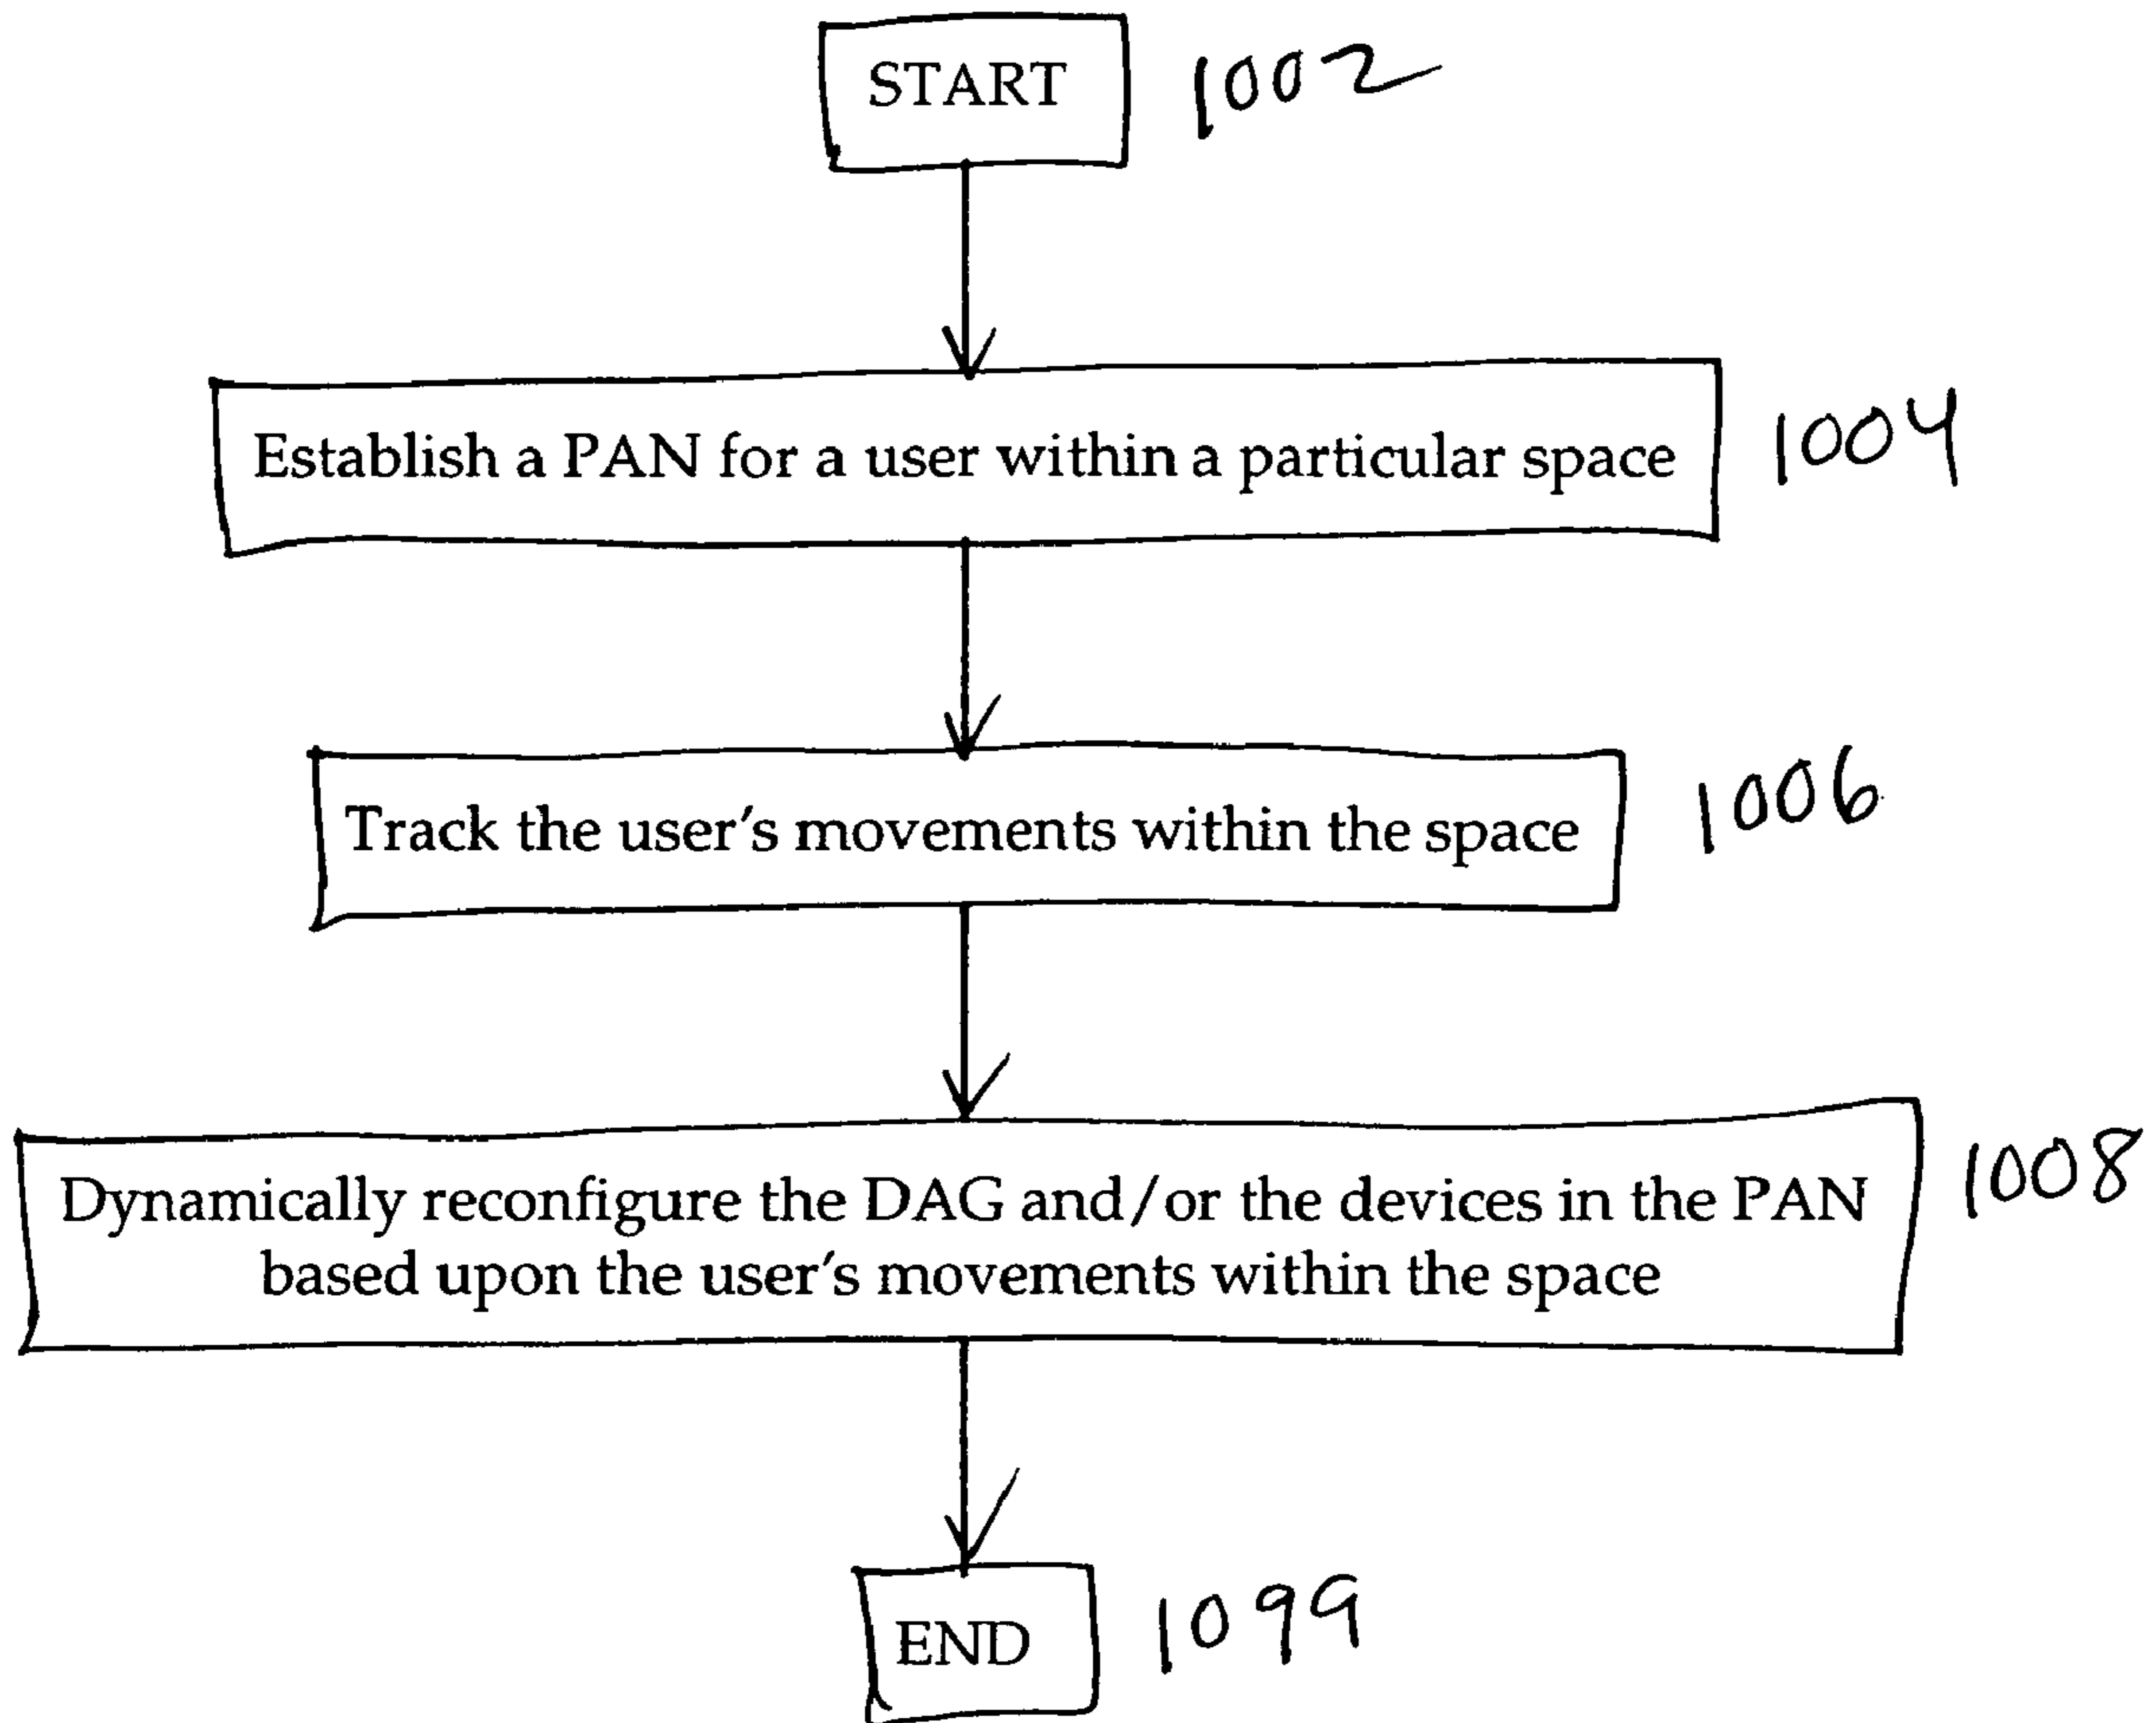 START 1002
Establish a PAN for a user within a particular space 1004
Track the user's movements within the space 1006
Dynamically reconfigure the DAG and/or the devices in the PAN 1008
based upon the user's movements within the space
END 1099